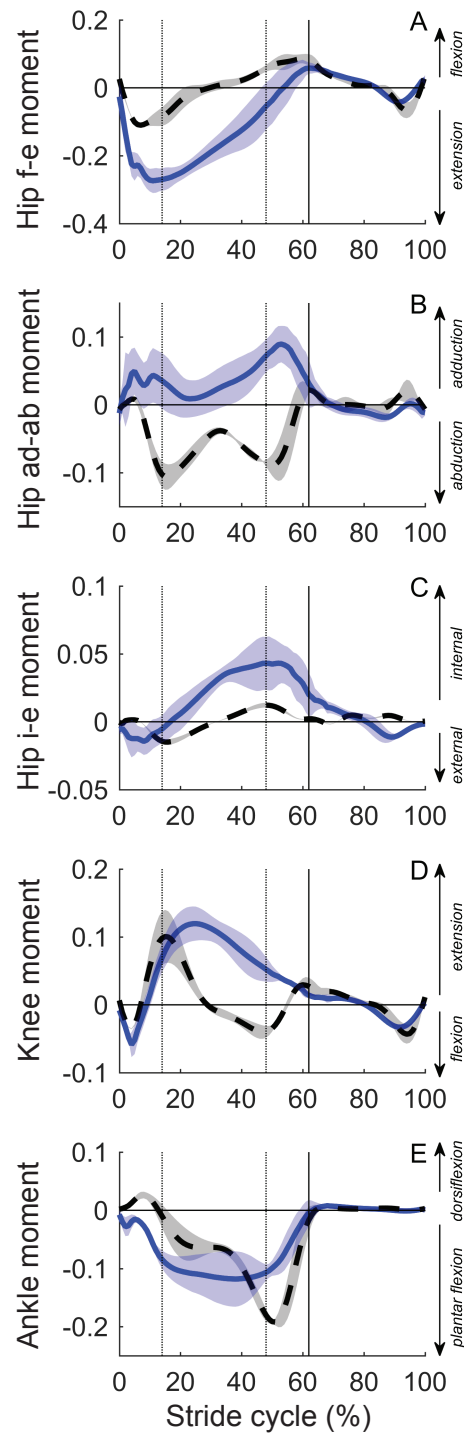 A
0.2
0
-0.2
-0.4
Hip f-e moment
flexion
extension
0 20 40 60 80 100
B
0.1
0
-0.1
Hip ad-ab moment
adduction
abduction
0 20 40 60 80 100
C
0.1
0.05
0
-0.05
Hip i-e moment
internal
external
0 20 40 60 80 100
D
0.2
0.1
0
-0.1
Knee moment
extension
flexion
0 20 40 60 80 100
E
0.1
0
-0.1
-0.2
Ankle moment
dorsiflexion
plantar flexion
0 20 40 60 80 100
Stride cycle (%)